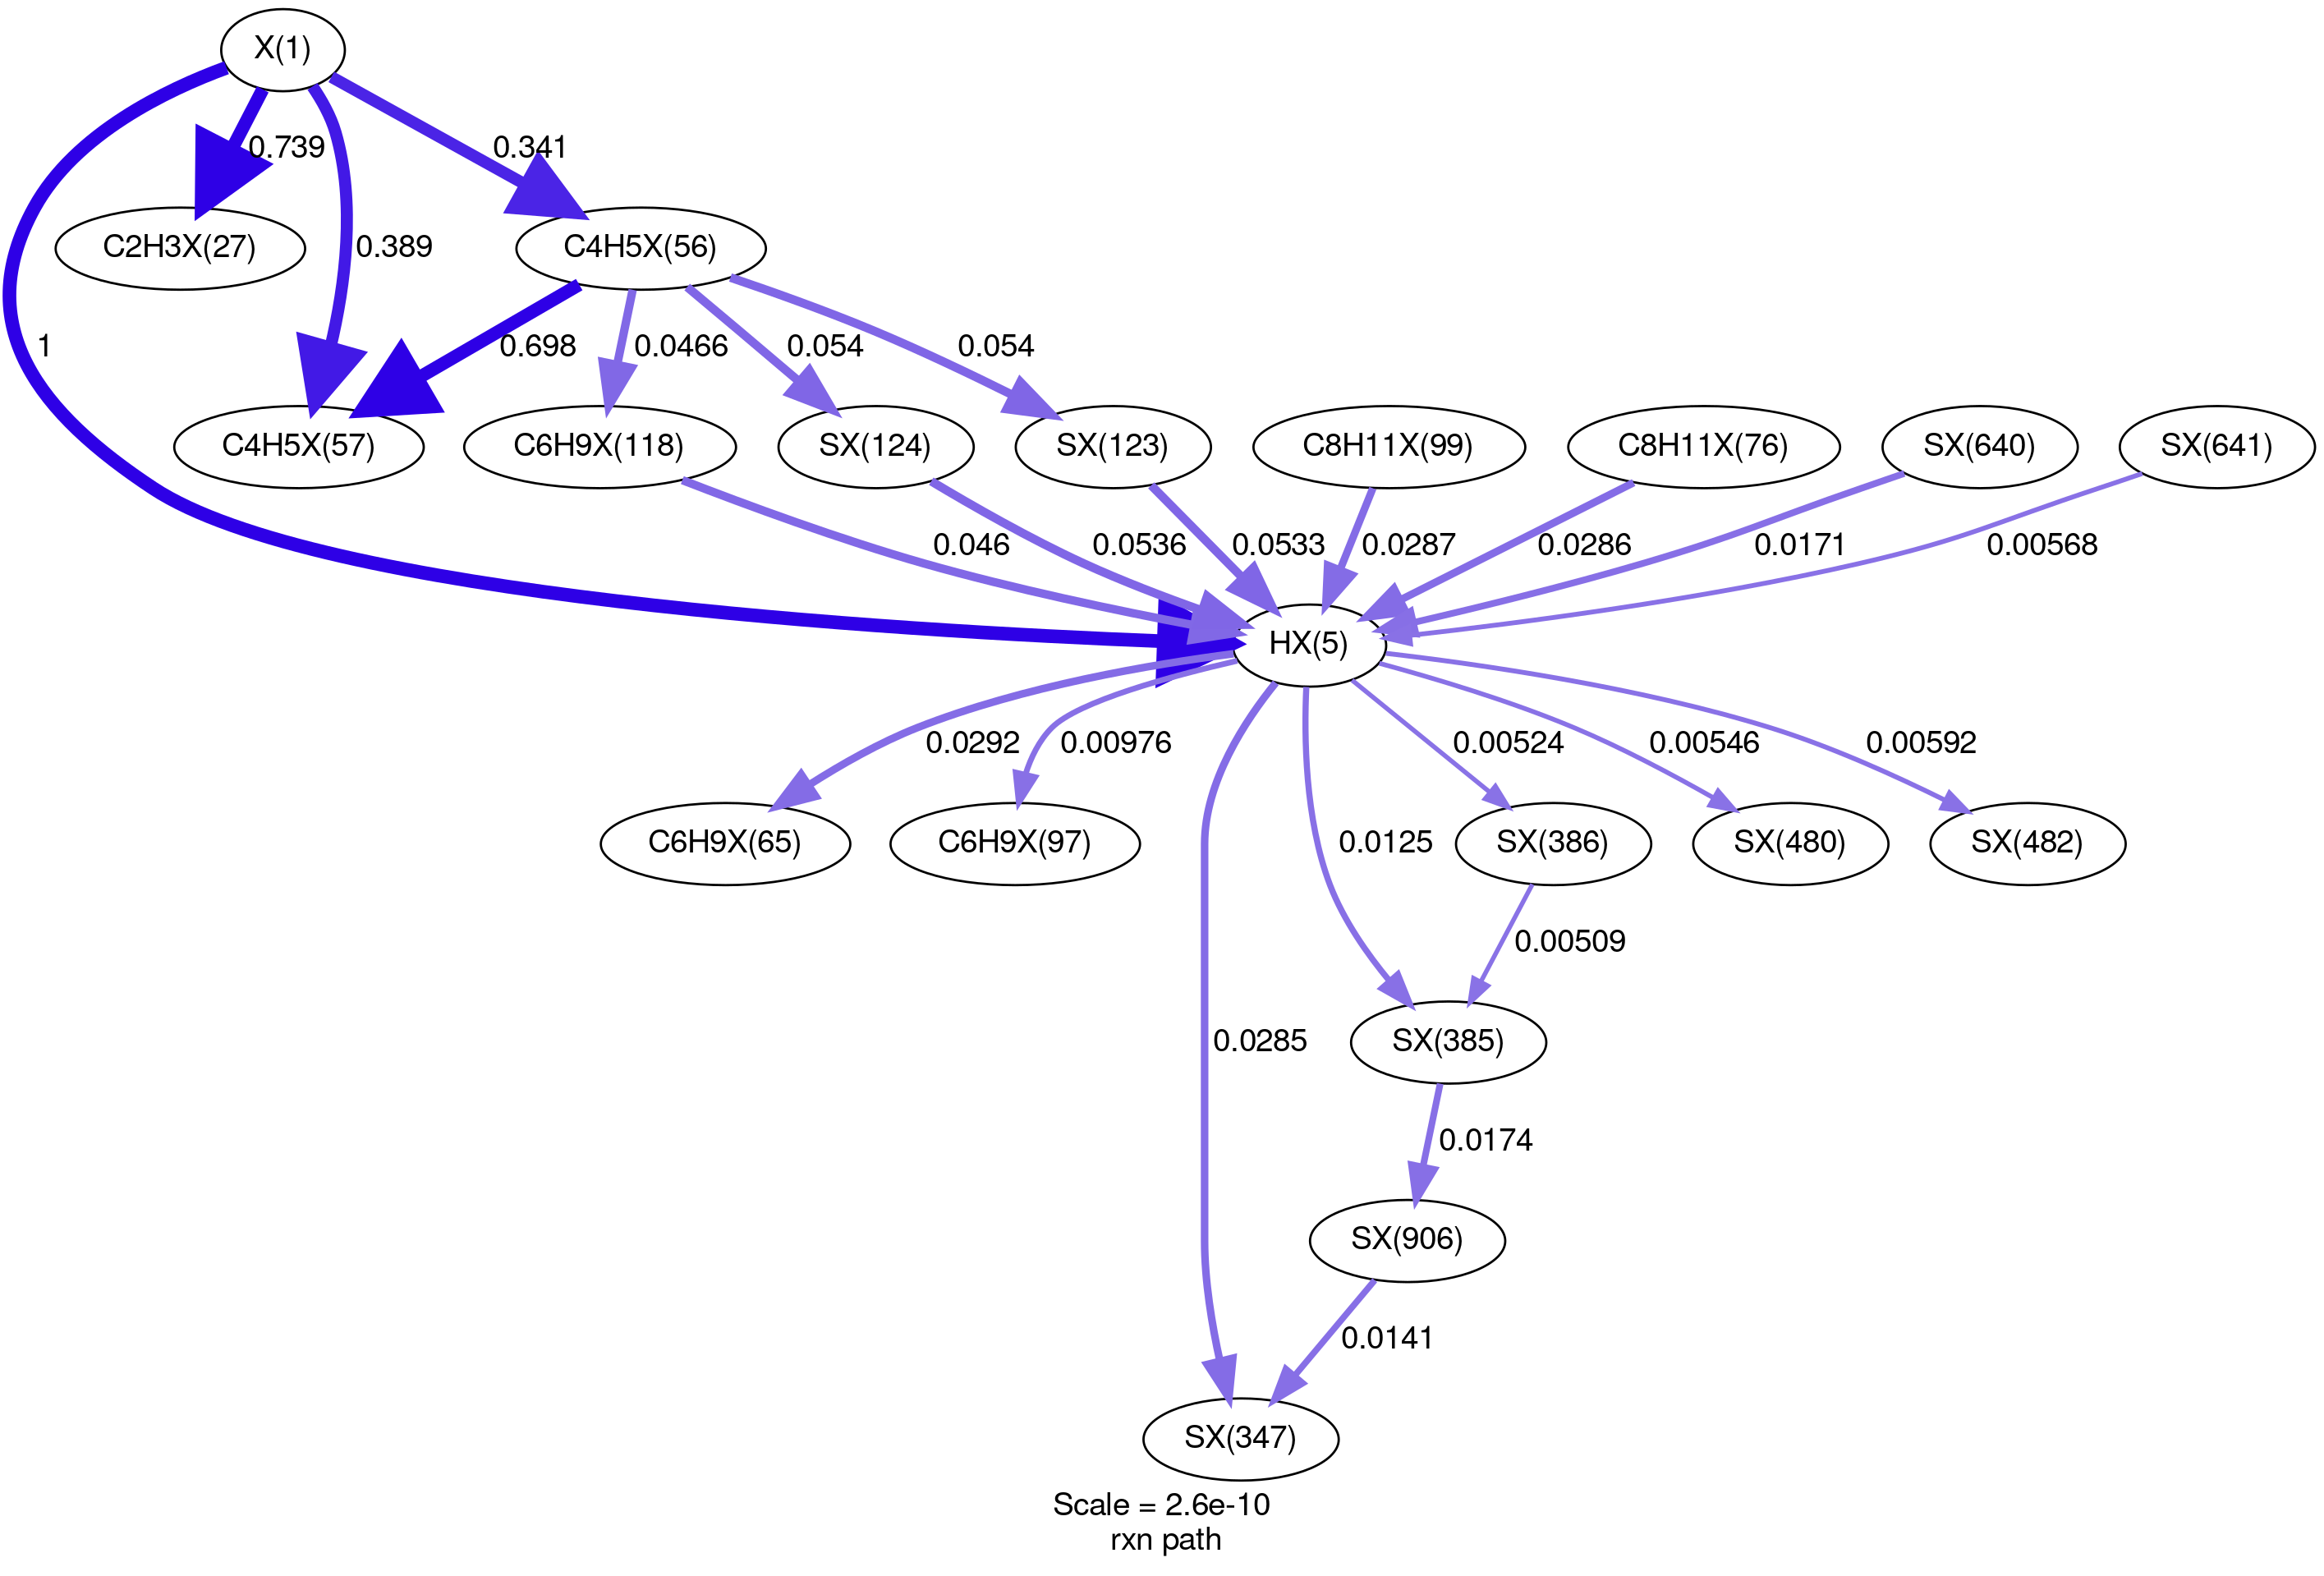 X(1)
0.739
0.341
C2H3X(27)
0.389
C4H5X(56)
1
0.698
0.0466
0.054
0.054
C4H5X(57)
C6H9X(118)
SX(124)
SX(123)
C8H11X(99)
C8H11X(76)
SX(640)
SX(641)
0.046
0.0536
0.0533
0.0287
0.0286
0.0171
0.00568
HX(5)
0.0292
0.00976
0.00524
0.00546
0.00592
C6H9X(65)
C6H9X(97)
0.0125
SX(386)
SX(480)
SX(482)
0.00509
0.0285
SX(385)
0.0174
SX(906)
0.0141
SX(347)
Scale = 2.6e-10
rxn path